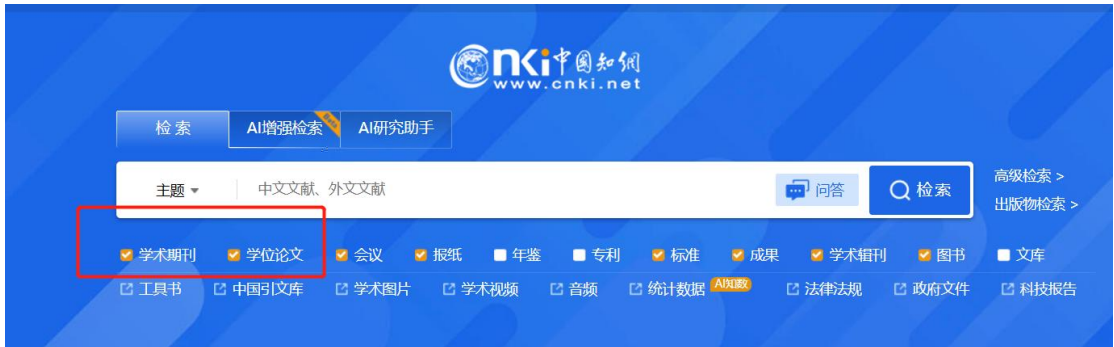 cnki中国知网
www.cnki.net
检索 AI增强检索 Beta AI研究助手
主题 中文文献、外文文献 问答 检索
高级检索 >
出版物检索 >
学术期刊 学位论文 会议 报纸 年鉴 专利 标准 成果 学术辑刊 图书 文库
工具书 中国引文库 学术图片 学术视频 音频 统计数据 AI知数 法律法规 政府文件 科技报告